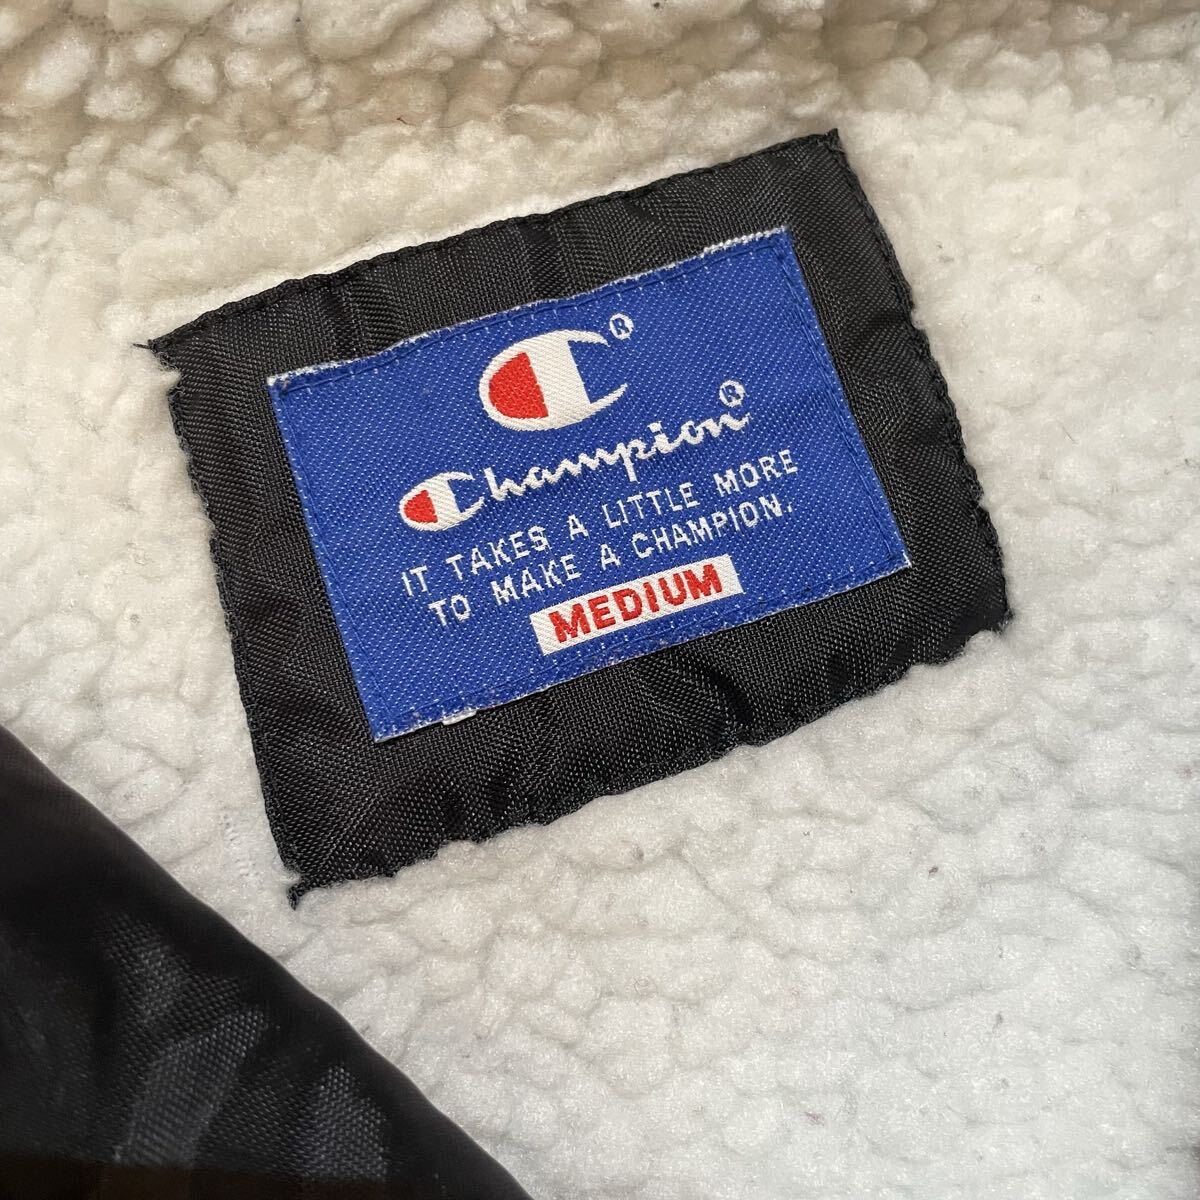 C®
Champion®
IT TAKES A LITTLE MORE
TO MAKE A CHAMPION.
MEDIUM